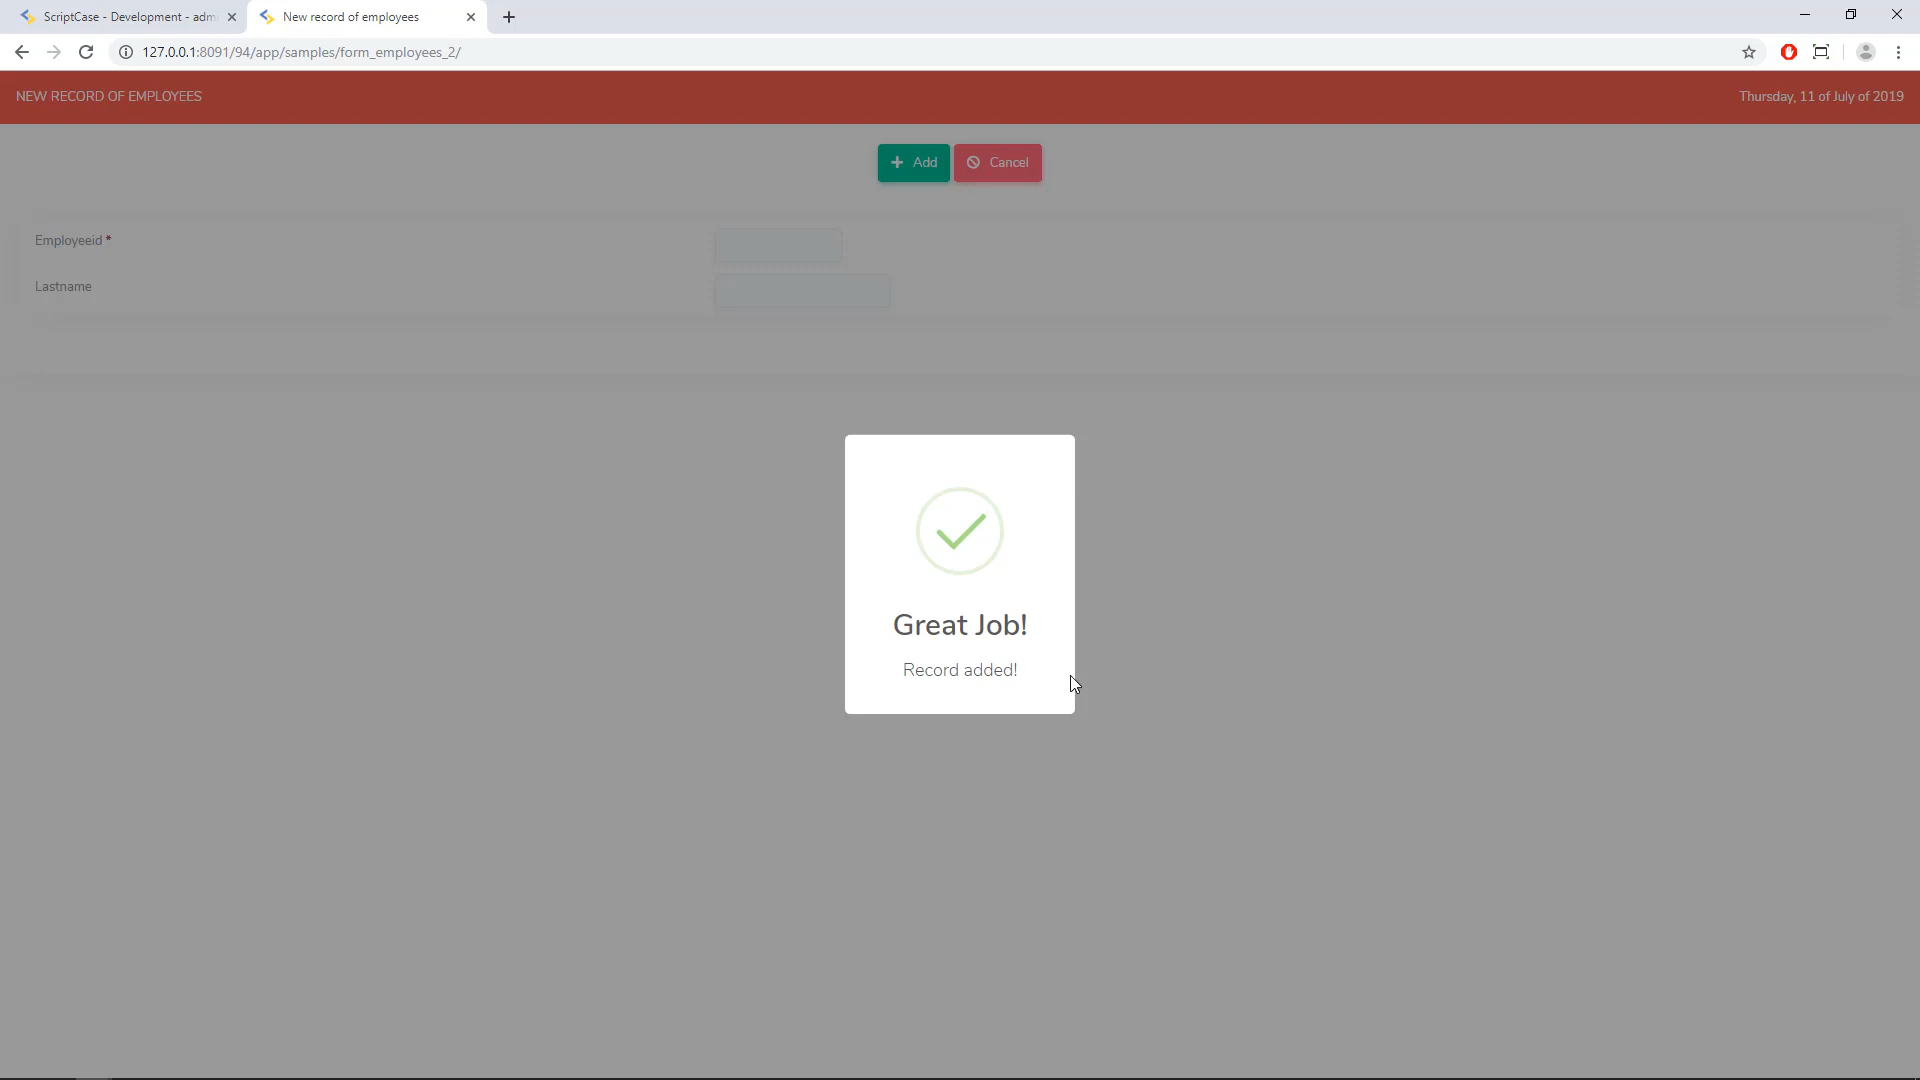 ScriptCase - Development - adm
New record of employees
127.0.0.1:8091/94/app/samples/form_employees_2/
NEW RECORD OF EMPLOYEES
Thursday, 11 of July of 2019
Add
Cancel
Employeeid *
Lastname
Great Job!
Record added!